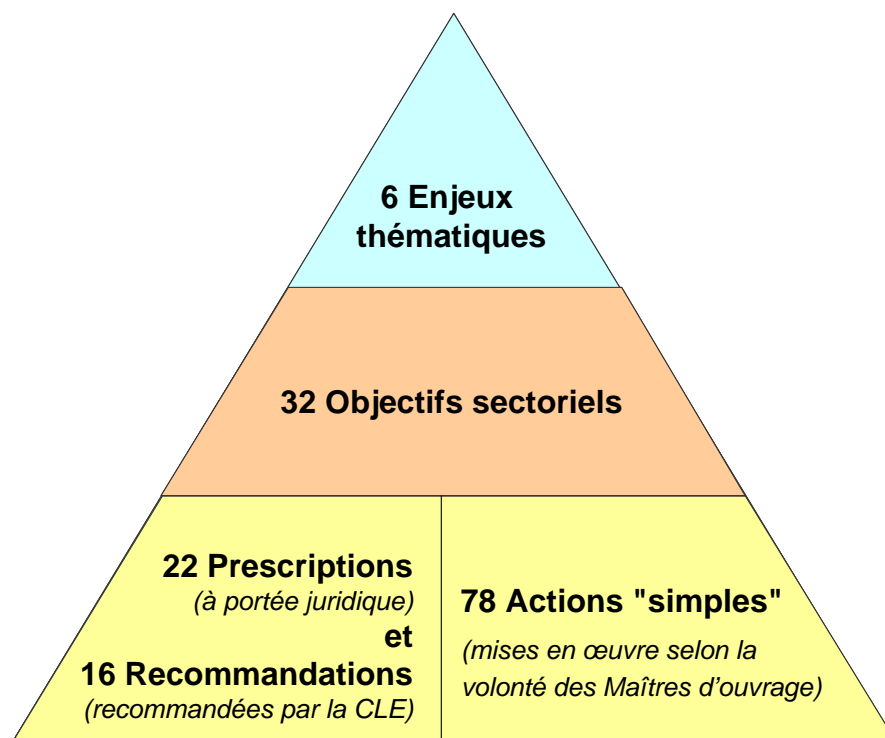 6 Enjeux
thématiques
32 Objectifs sectoriels
22 Prescriptions
(à portée juridique)
et
16 Recommandations
(recommandées par la CLE)
78 Actions "simples"
(mises en œuvre selon la
volonté des Maîtres d’ouvrage)